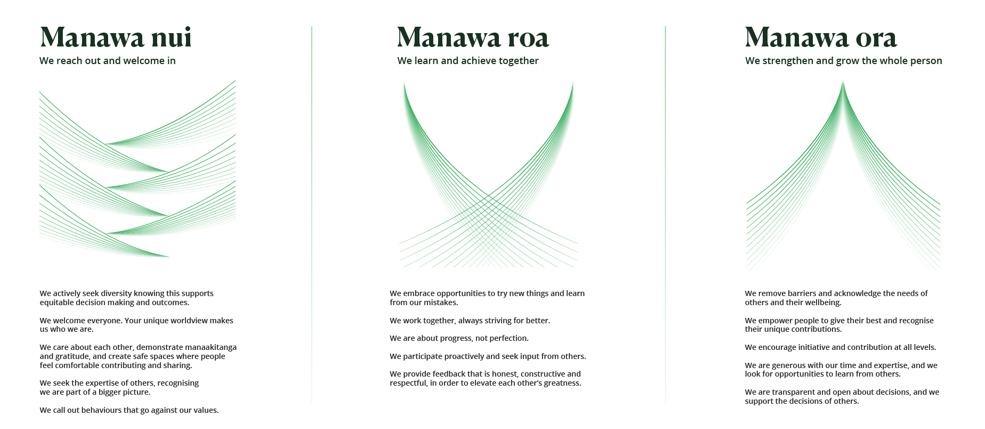 Manawa nui
We reach out and welcome in
We actively seek diversity knowing this supports
equitable decision making and outcomes.
We welcome everyone. Your unique worldview makes
us who we are.
We care about each other, demonstrate manaakitanga
and gratitude, and create safe spaces where people
feel comfortable contributing and sharing.
We seek the expertise of others, recognising
we are part of a bigger picture.
We call out behaviours that go against our values.
Manawa roa
We learn and achieve together
We embrace opportunities to try new things and learn
from our mistakes.
We work together, always striving for better.
We are about progress, not perfection.
We participate proactively and seek input from others.
We provide feedback that is honest, constructive and
respectful, in order to elevate each other's greatness.
Manawa ora
We strengthen and grow the whole person
We remove barriers and acknowledge the needs of
others and their wellbeing.
We empower people to give their best and recognise
their unique contributions.
We encourage initiative and contribution at all levels.
We are generous with our time and expertise, and we
look for opportunities to learn from others.
We are transparent and open about decisions, and we
support the decisions of others.